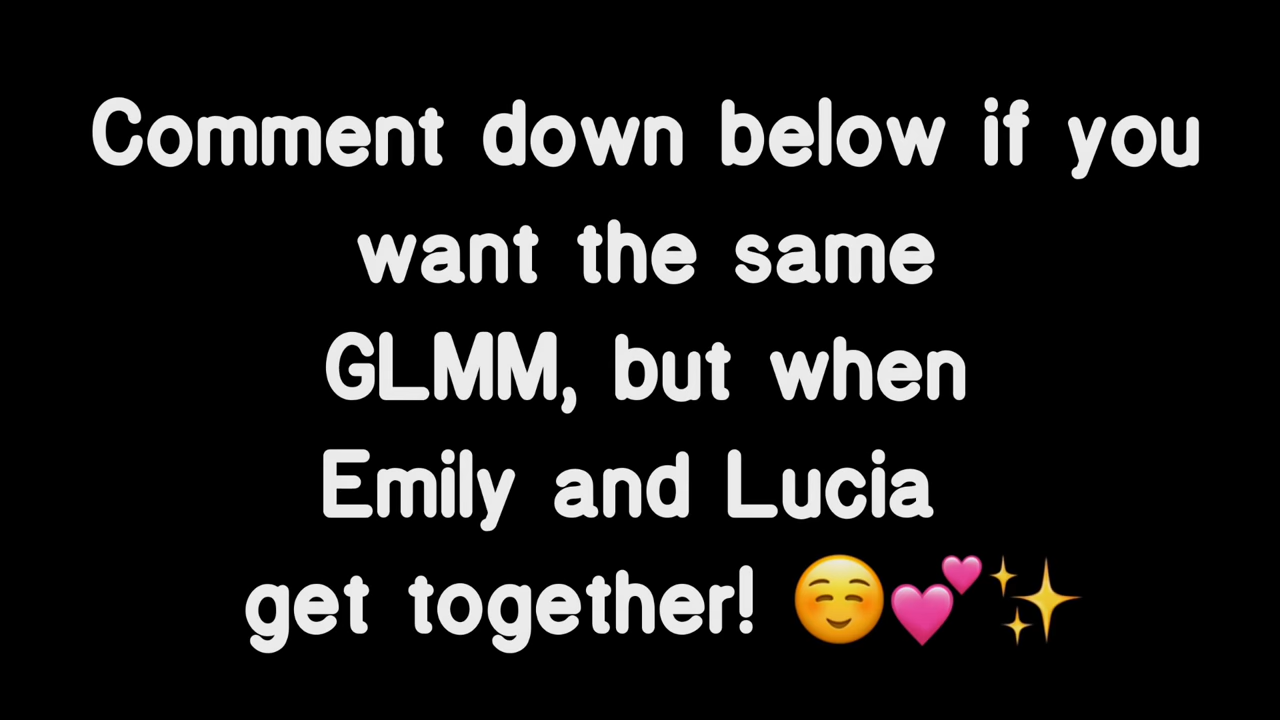 Comment down below if you
want the same
GLMM, but when
Emily and Lucia
get together! ☺️💕✨